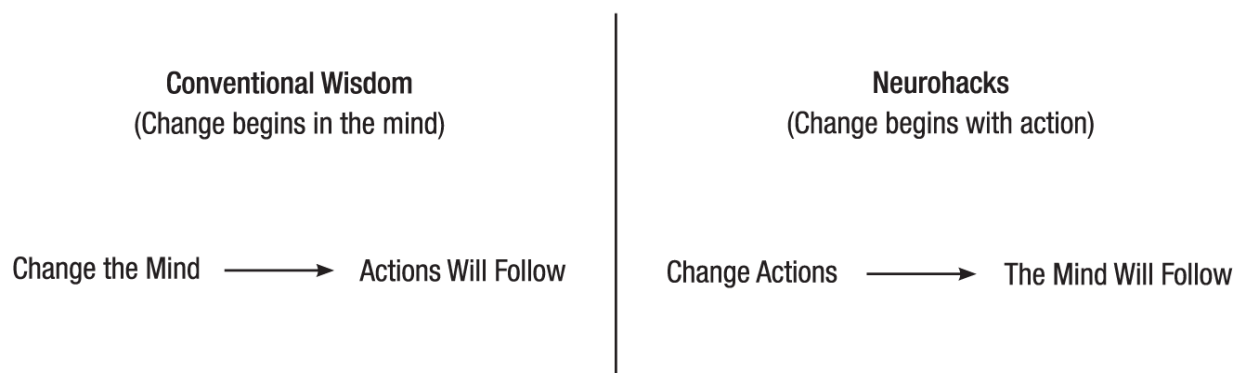 Conventional Wisdom
(Change begins in the mind)
Change the Mind
Actions Will Follow
Neurohacks
(Change begins with action)
Change Actions
The Mind Will Follow